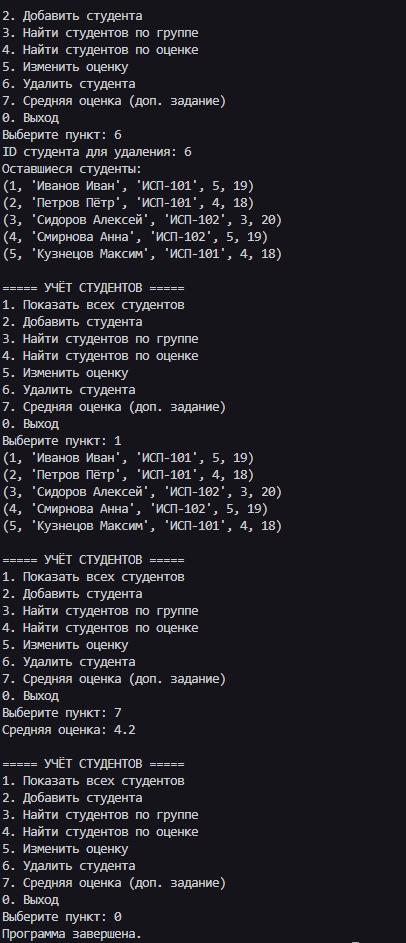 2. Добавить студента
3. Найти студентов по группе
4. Найти студентов по оценке
5. Изменить оценку
6. Удалить студента
7. Средняя оценка (доп. задание)
0. Выход
Выберите пункт: 6
ID студента для удаления: 6
Оставшиеся студенты:
(1, 'Иванов Иван', 'ИСП-101', 5, 19)
(2, 'Петров Пётр', 'ИСП-101', 4, 18)
(3, 'Сидоров Алексей', 'ИСП-102', 3, 20)
(4, 'Смирнова Анна', 'ИСП-102', 5, 19)
(5, 'Кузнецов Максим', 'ИСП-101', 4, 18)
===== УЧЁТ СТУДЕНТОВ =====
1. Показать всех студентов
2. Добавить студента
3. Найти студентов по группе
4. Найти студентов по оценке
5. Изменить оценку
6. Удалить студента
7. Средняя оценка (доп. задание)
0. Выход
Выберите пункт: 1
(1, 'Иванов Иван', 'ИСП-101', 5, 19)
(2, 'Петров Пётр', 'ИСП-101', 4, 18)
(3, 'Сидоров Алексей', 'ИСП-102', 3, 20)
(4, 'Смирнова Анна', 'ИСП-102', 5, 19)
(5, 'Кузнецов Максим', 'ИСП-101', 4, 18)
===== УЧЁТ СТУДЕНТОВ =====
1. Показать всех студентов
2. Добавить студента
3. Найти студентов по группе
4. Найти студентов по оценке
5. Изменить оценку
6. Удалить студента
7. Средняя оценка (доп. задание)
0. Выход
Выберите пункт: 7
Средняя оценка: 4.2
===== УЧЁТ СТУДЕНТОВ =====
1. Показать всех студентов
2. Добавить студента
3. Найти студентов по группе
4. Найти студентов по оценке
5. Изменить оценку
6. Удалить студента
7. Средняя оценка (доп. задание)
0. Выход
Выберите пункт: 0
Программа завершена.